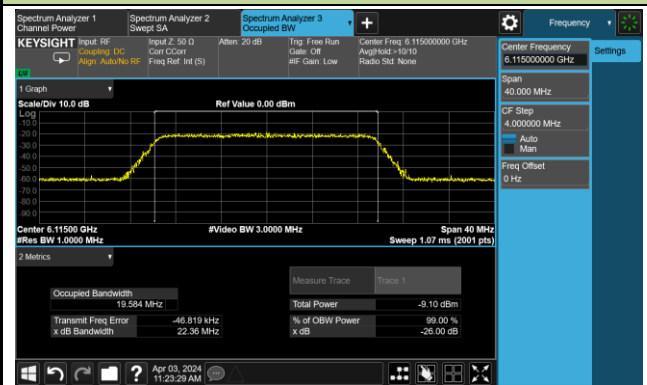 Spectrum Analyzer 1
Channel Power
Spectrum Analyzer 2
Swept SA
Spectrum Analyzer 3
Occupied BW
Frequency
KEYSIGHT
Input: RF
Coupling: DC
Align: Auto/No RF
Input Z: 50 Ω
Corr CCorr
Freq Ref: Int (S)
Atten: 20 dB
Trig: Free Run
Gate: Off
#IF Gain: Low
Center Freq: 6.115000000 GHz
Avg|Hold:>10/10
Radio Std: None
Center Frequency
6.115000000 GHz
Settings
Span
40.000 MHz
CF Step
4.000000 MHz
Auto
Man
Freq Offset
0 Hz
1 Graph
Scale/Div 10.0 dB
Ref Value 0.00 dBm
Log
-10.0
-20.0
-30.0
-40.0
-50.0
-60.0
-70.0
-80.0
-90.0
Center 6.11500 GHz
#Video BW 3.0000 MHz
Span 40 MHz
#Res BW 1.0000 MHz
Sweep 1.07 ms (2001 pts)
2 Metrics
Measure Trace
Trace 1
Occupied Bandwidth
19.584 MHz
Total Power
-9.10 dBm
Transmit Freq Error
-46.819 kHz
% of OBW Power
99.00 %
x dB Bandwidth
22.36 MHz
x dB
-26.00 dB
Apr 03, 2024
11:23:29 AM